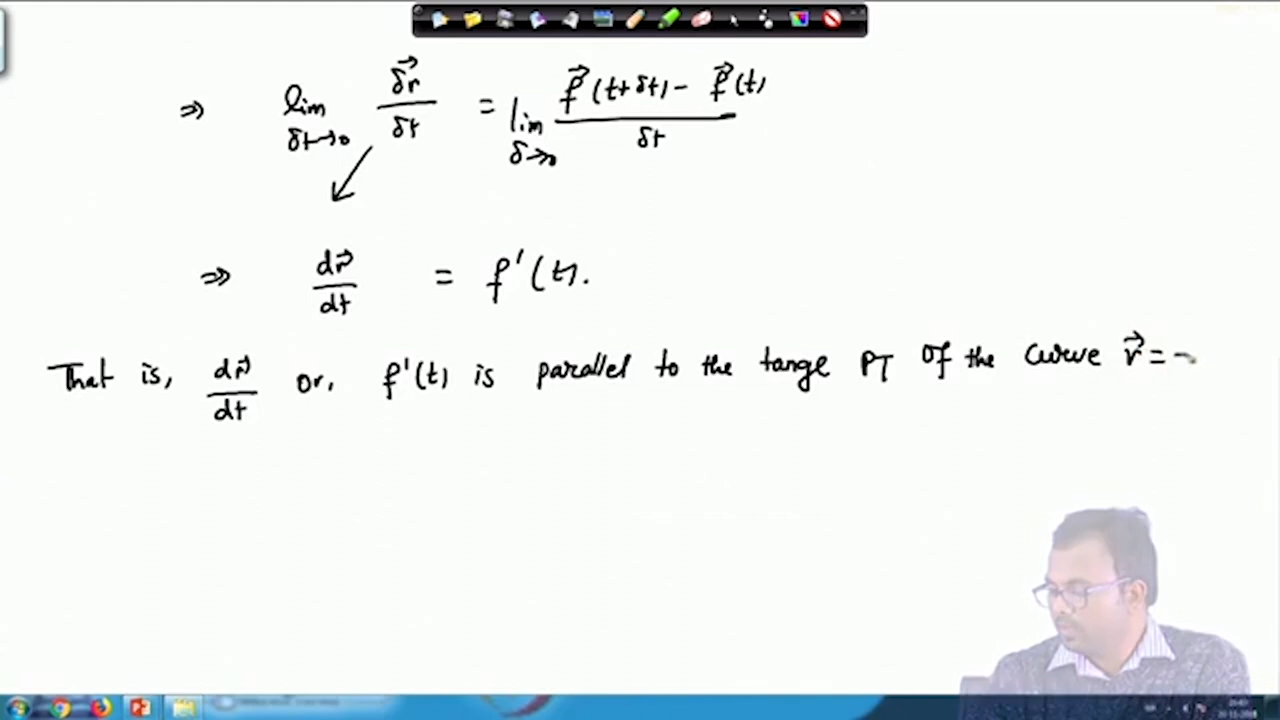 ⇒ lim δt→0 δr⃗/δt = lim δ→0 (f⃗(t+δt) - f⃗(t))/δt
⇒ dr⃗/dt = f'(t).
That is, dr⃗/dt or, f'(t) is parallel to the tange PT of the curve r⃗ =